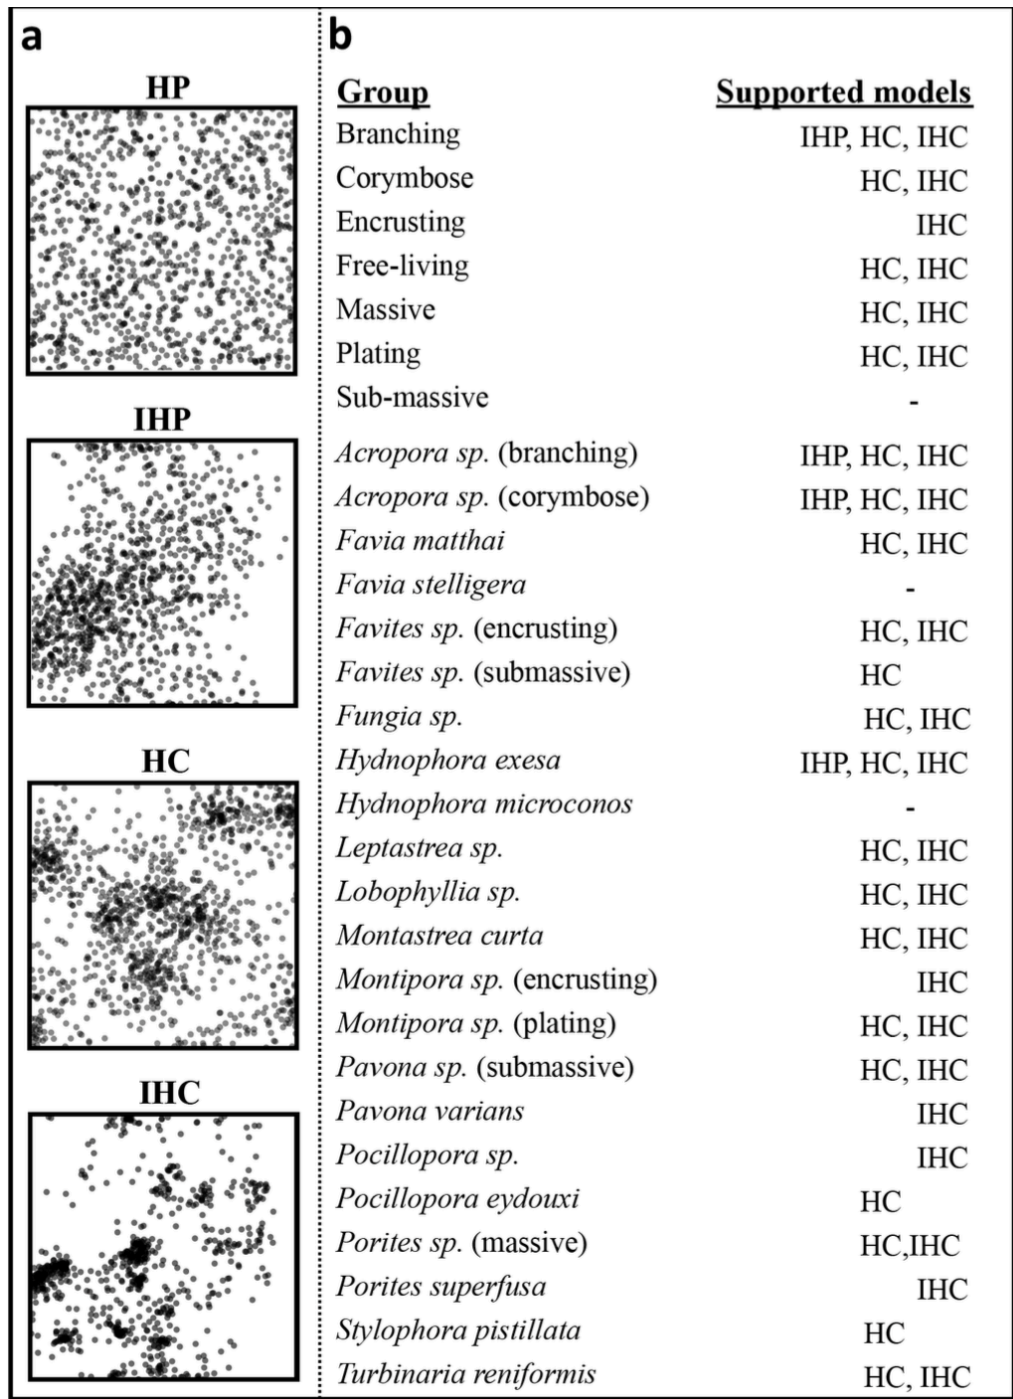 a
HP
IHP
HC
IHC
b
Group Supported models
Branching IHP, HC, IHC
Corymbose HC, IHC
Encrusting IHC
Free-living HC, IHC
Massive HC, IHC
Plating HC, IHC
Sub-massive -
Acropora sp. (branching) IHP, HC, IHC
Acropora sp. (corymbose) IHP, HC, IHC
Favia matthai HC, IHC
Favia stelligera -
Favites sp. (encrusting) HC, IHC
Favites sp. (submassive) HC
Fungia sp. HC, IHC
Hydnophora exesa IHP, HC, IHC
Hydnophora microconos -
Leptastrea sp. HC, IHC
Lobophyllia sp. HC, IHC
Montastrea curta HC, IHC
Montipora sp. (encrusting) IHC
Montipora sp. (plating) HC, IHC
Pavona sp. (submassive) HC, IHC
Pavona varians IHC
Pocillopora sp. IHC
Pocillopora eydouxi HC
Porites sp. (massive) HC,IHC
Porites superfusa IHC
Stylophora pistillata HC
Turbinaria reniformis HC, IHC